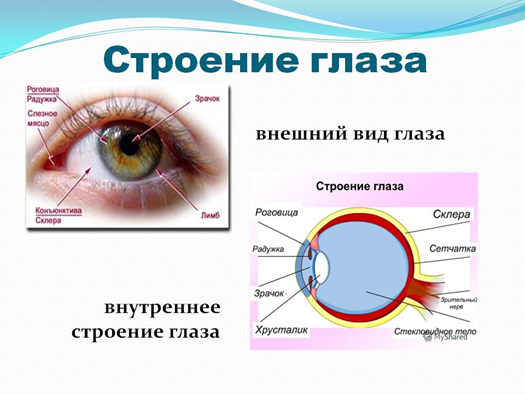 Строение глаза
Роговица
Радужка
Слезное
мясцо
Зрачок
Конъюнктива
Склера
Лимб
внешний вид глаза
Строение глаза
Роговица
Радужка
Зрачок
Хрусталик
Склера
Сетчатка
Зрительный
нерв
Стекловидное тело
MyShared
внутреннее
строение глаза